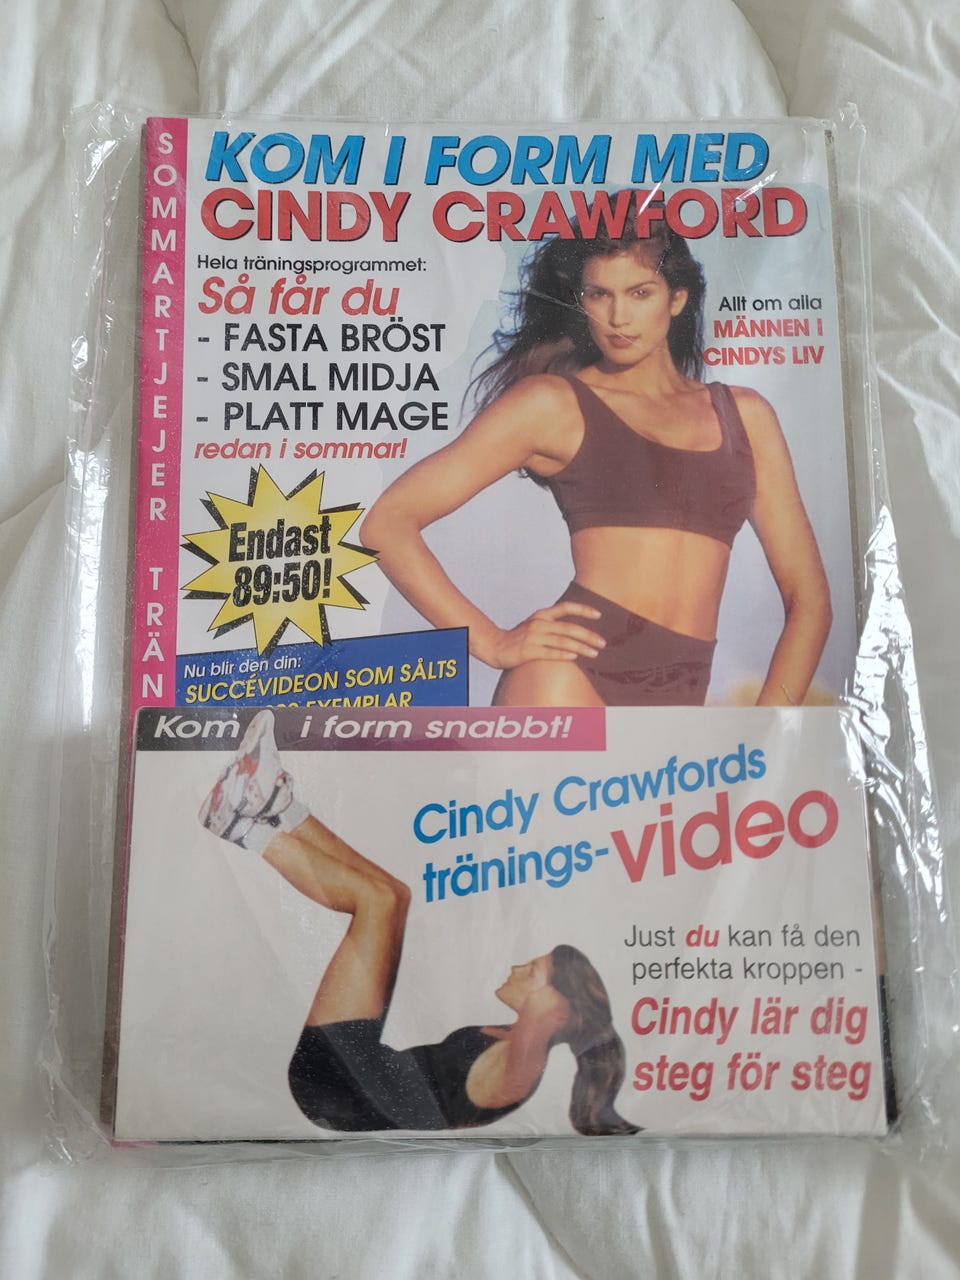 SOMMARTJEJER TRÄN
KOM I FORM MED
CINDY CRAWFORD
Hela träningsprogrammet:
Så får du
- FASTA BRÖST
- SMAL MIDJA
- PLATT MAGE
redan i sommar!
Allt om alla
MÄNNEN I
CINDYS LIV
Endast
89:50!
Nu blir den din:
SUCCÉVIDEON SOM SÅLTS
EXEMPLAR
Kom i form snabbt!
Cindy Crawfords
tränings-video
Just du kan få den
perfekta kroppen -
Cindy lär dig
steg för steg